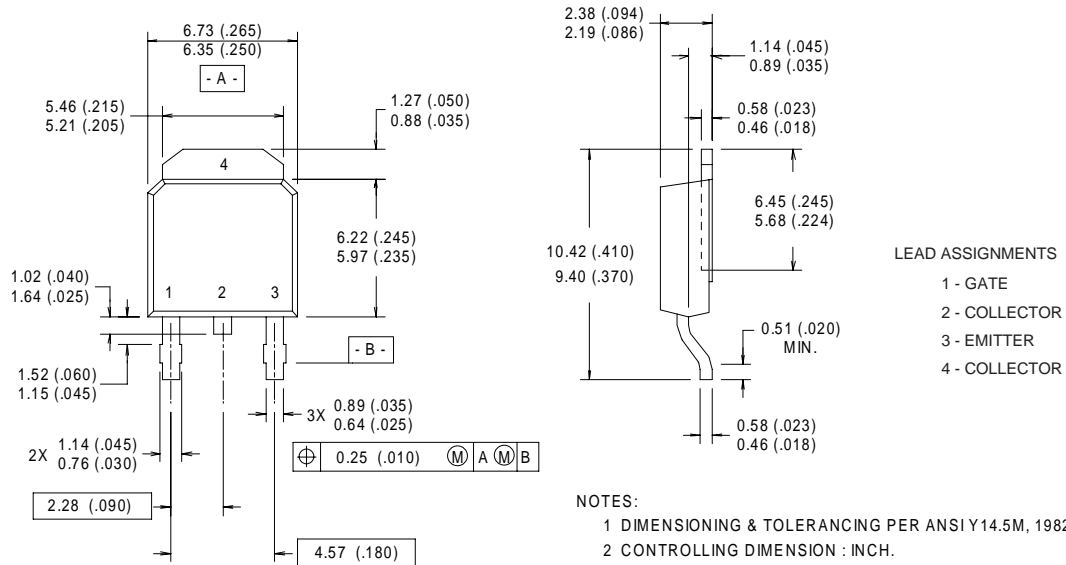 6.73 (.265)
6.35 (.250)
- A -
5.46 (.215)
5.21 (.205)
1.27 (.050)
0.88 (.035)
4
6.22 (.245)
5.97 (.235)
1.02 (.040)
1.64 (.025)
1 2 3
- B -
1.52 (.060)
1.15 (.045)
3X 0.89 (.035)
0.64 (.025)
2X 1.14 (.045)
0.76 (.030)
⌖ 0.25 (.010) Ⓜ A Ⓜ B
2.28 (.090)
4.57 (.180)
2.38 (.094)
2.19 (.086)
1.14 (.045)
0.89 (.035)
0.58 (.023)
0.46 (.018)
6.45 (.245)
5.68 (.224)
10.42 (.410)
9.40 (.370)
0.51 (.020)
MIN.
0.58 (.023)
0.46 (.018)
LEAD ASSIGNMENTS
1 - GATE
2 - COLLECTOR
3 - EMITTER
4 - COLLECTOR
NOTES:
1 DIMENSIONING & TOLERANCING PER ANSI Y14.5M, 1982
2 CONTROLLING DIMENSION : INCH.